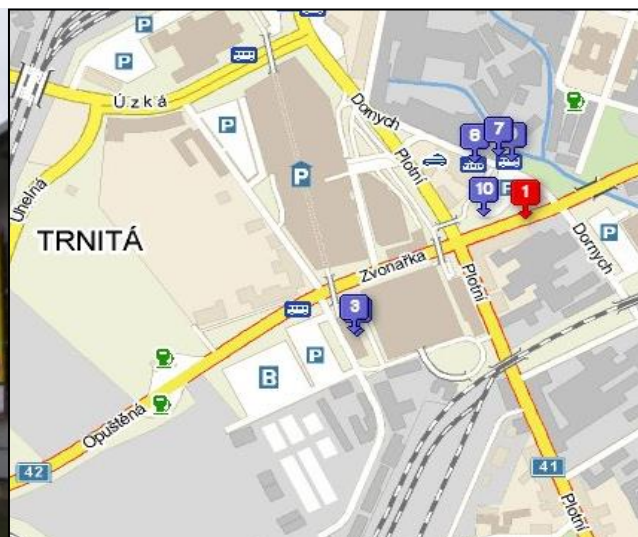 P
P
Úzká
P
Dornych
Plotní
Uhelná
P
6
7
10
P
1
TRNITÁ
Zvonařka
Dornych
P
Plotní
3
P
B
Opuštěná
42
41
Plotní